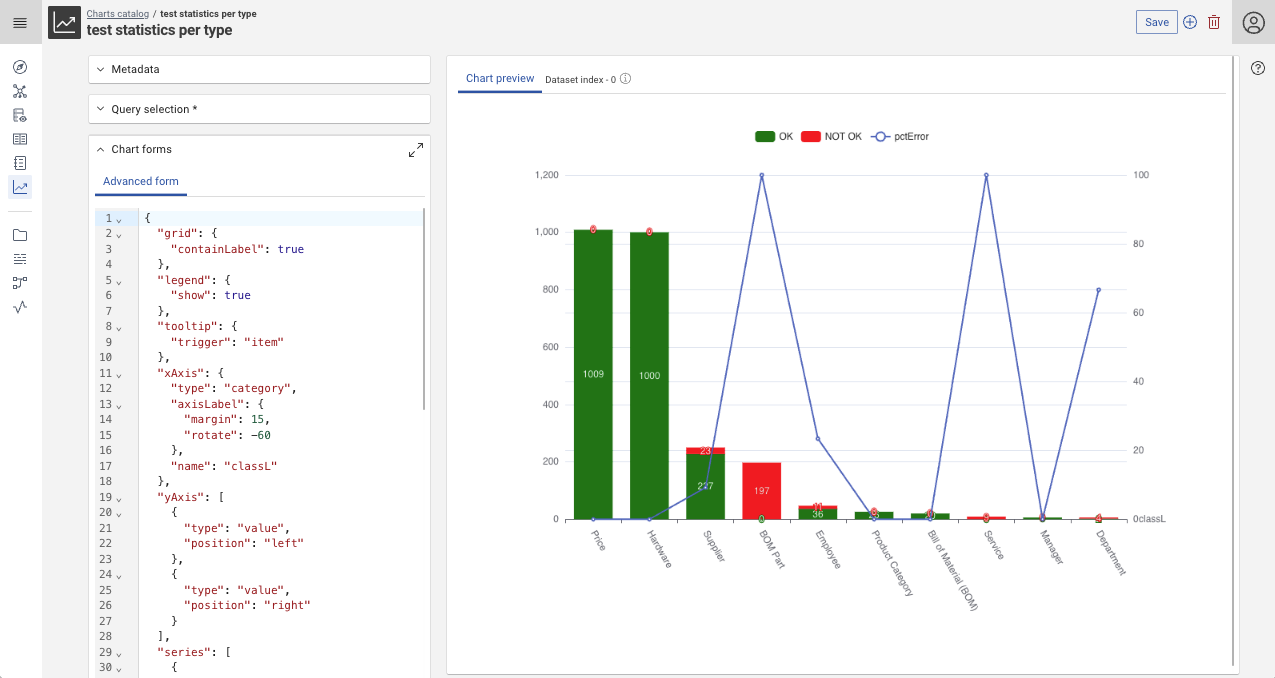 Charts catalog / test statistics per type
test statistics per type
Save
Metadata
Query selection *
Chart forms
Advanced form
1 {
2 "grid": {
3 "containLabel": true
4 },
5 "legend": {
6 "show": true
7 },
8 "tooltip": {
9 "trigger": "item"
10 },
11 "xAxis": {
12 "type": "category",
13 "axisLabel": {
14 "margin": 15,
15 "rotate": -60
16 },
17 "name": "classL"
18 },
19 "yAxis": [
20 {
21 "type": "value",
22 "position": "left"
23 },
24 {
25 "type": "value",
26 "position": "right"
27 }
28 ],
29 "series": [
30 {
Chart preview
Dataset index - 0
OK NOT OK pctError
1,200 100
1,000 80
800 60
600 40
400 20
200
0 0 classL
0
0
1009
1000
23
227
197
0
11
36
Price
Hardware
Supplier
BOM Part
Employee
Product Category
Bill of Material (BOM)
Service
Manager
Department